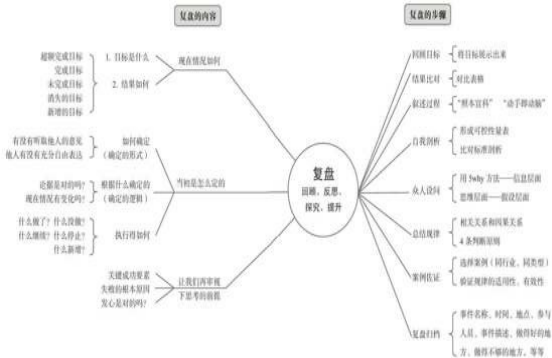 复盘的内容
超额完成目标
完成目标
未完成目标
消失的目标
新增的目标
1. 目标是什么
2. 结果如何
现在情况如何
有没有听取他人的意见
他人有没有充分自由表达
如何确定
（确定的形式）
论据是对的吗？
现在情况有变化吗？
根据什么确定的
（确定的逻辑）
当初是怎么定的
什么做了？什么没做？
什么继续？什么停止？
什么新增？
执行得如何
关键成功要素
失败的根本原因
发心是对的吗？
让我们再审视
下思考的前提
复盘
回顾、反思、
探究、提升
复盘的步骤
回顾目标
将目标展示出来
结果比对
对比表格
叙述过程
“照本宣科” “动手即动脑”
自我剖析
形成可控性量表
比对标准剖析
众人设问
用 5why 方法——信息层面
思维层面——假设层面
总结规律
相关关系和因果关系
4 条判断原则
案例佐证
选择案例（同行业、同类型）
验证规律的适用性、有效性
复盘归档
事件名称、时间、地点、参与
人员、事件描述、做得好的地
方、做得不够的地方，等等